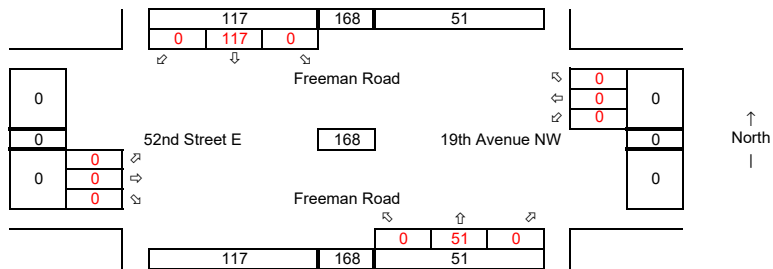 117 168 51
0 117 0
⬃ ⇩ ⬂
Freeman Road
⬁ 0
0 ⇦ 0 0
⬃ 0
0 52nd Street E 168 19th Avenue NW 0
0 ⬀
0 0 ⇨ 0
0 ⬂
Freeman Road
⬁ ⇧ ⬀
0 51 0
117 168 51
↑
North
|